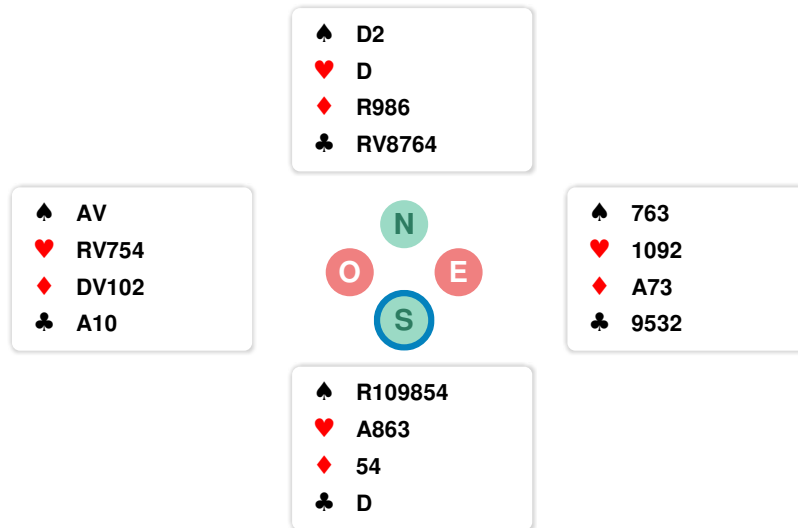 ♠ D2
♥ D
♦ R986
♣ RV8764
♠ AV
♥ RV754
♦ DV102
♣ A10
N
O E
S
♠ 763
♥ 1092
♦ A73
♣ 9532
♠ R109854
♥ A863
♦ 54
♣ D